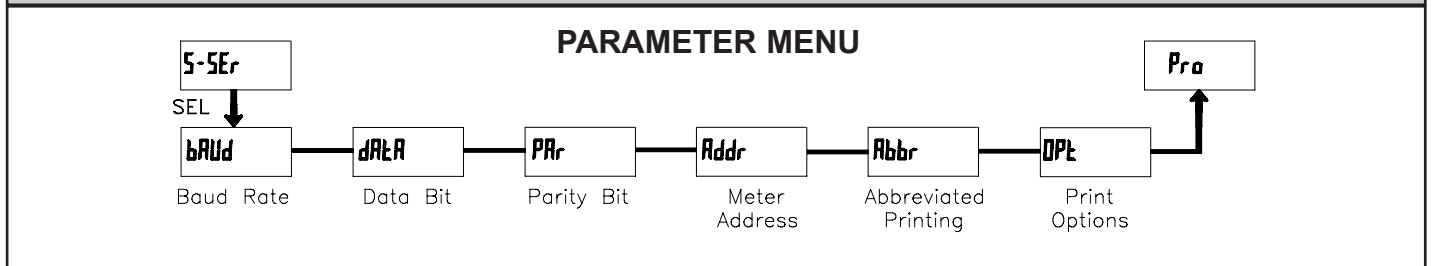 PARAMETER MENU
5-SEr
Pro
SEL
bAUd
dAtA
PAr
Addr
Abbr
OPt
Baud Rate
Data Bit
Parity Bit
Meter Address
Abbreviated Printing
Print Options